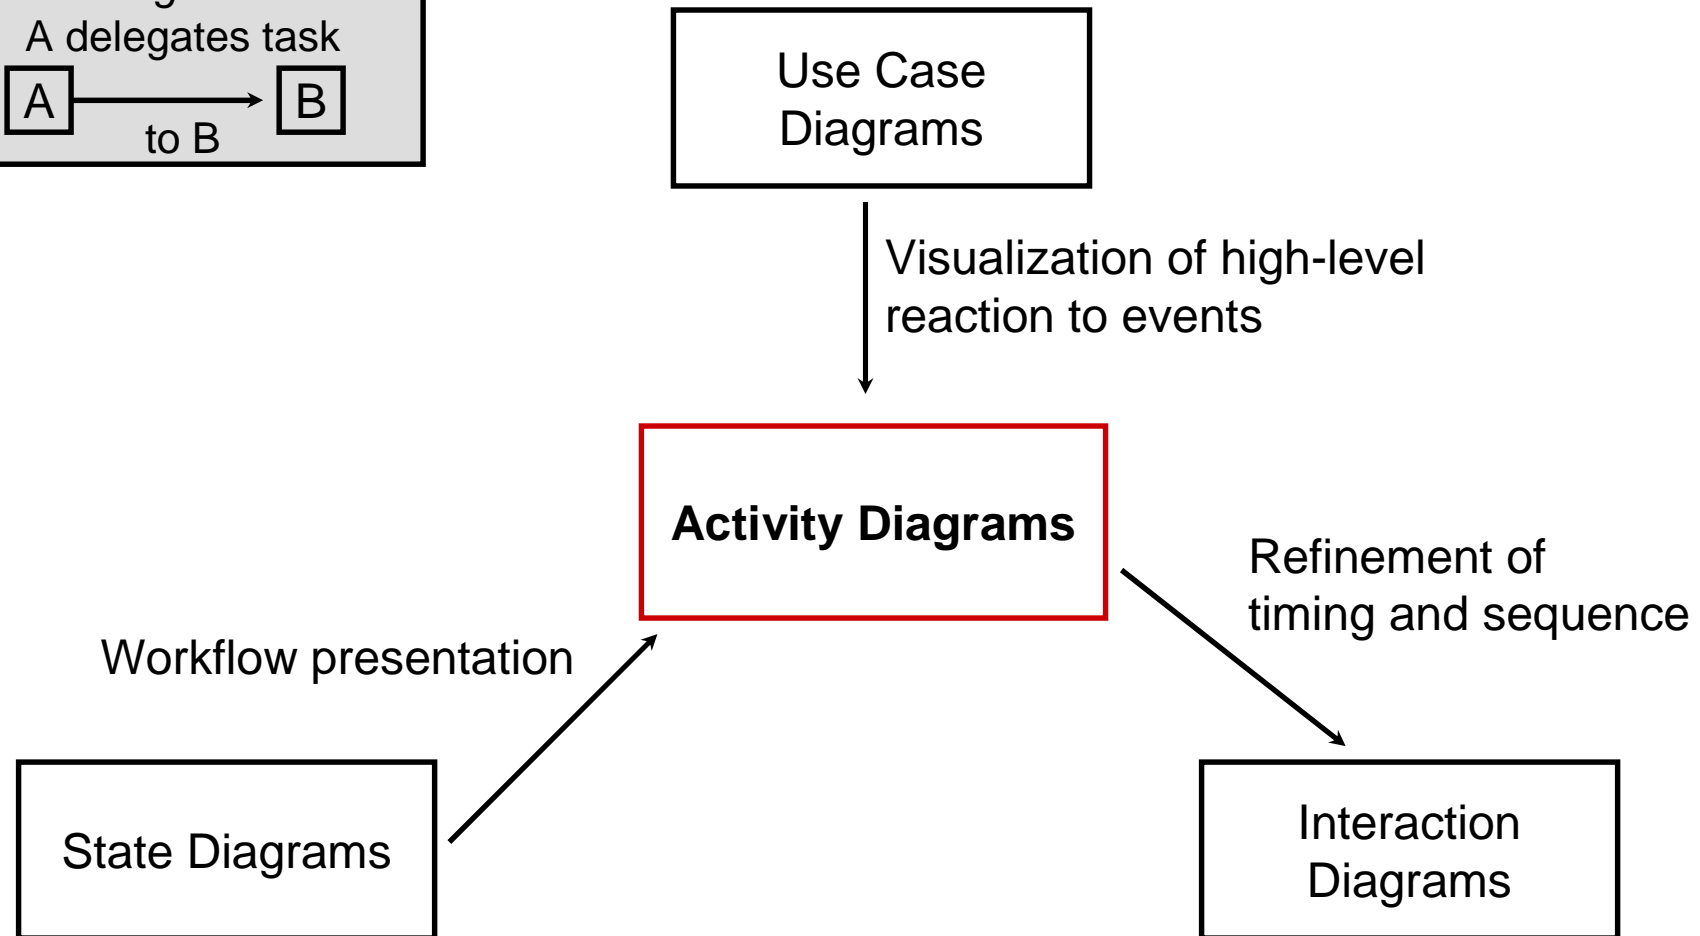 A delegates task
A
B
to B
Use Case
Diagrams
Visualization of high-level
reaction to events
Activity Diagrams
Refinement of
timing and sequence
Workflow presentation
State Diagrams
Interaction
Diagrams